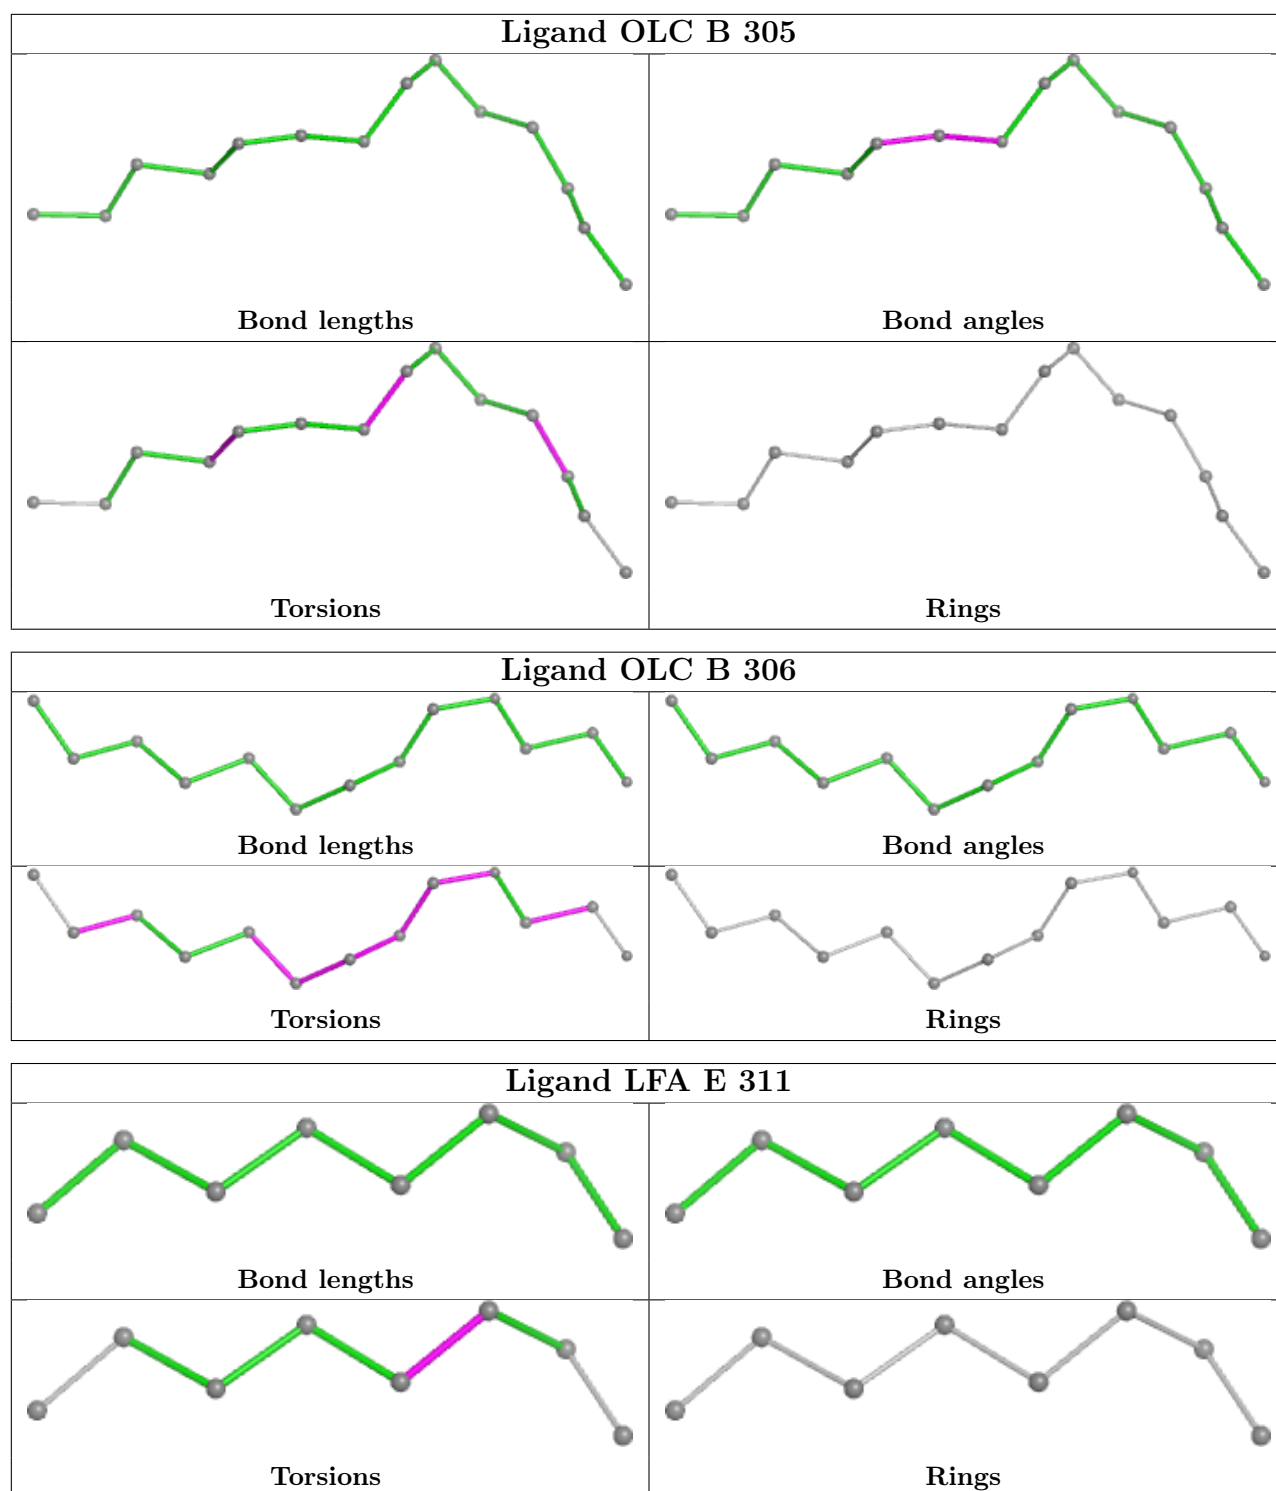 Ligand OLC B 305
Bond lengths
Bond angles
Torsions
Rings
Ligand OLC B 306
Bond lengths
Bond angles
Torsions
Rings
Ligand LFA E 311
Bond lengths
Bond angles
Torsions
Rings